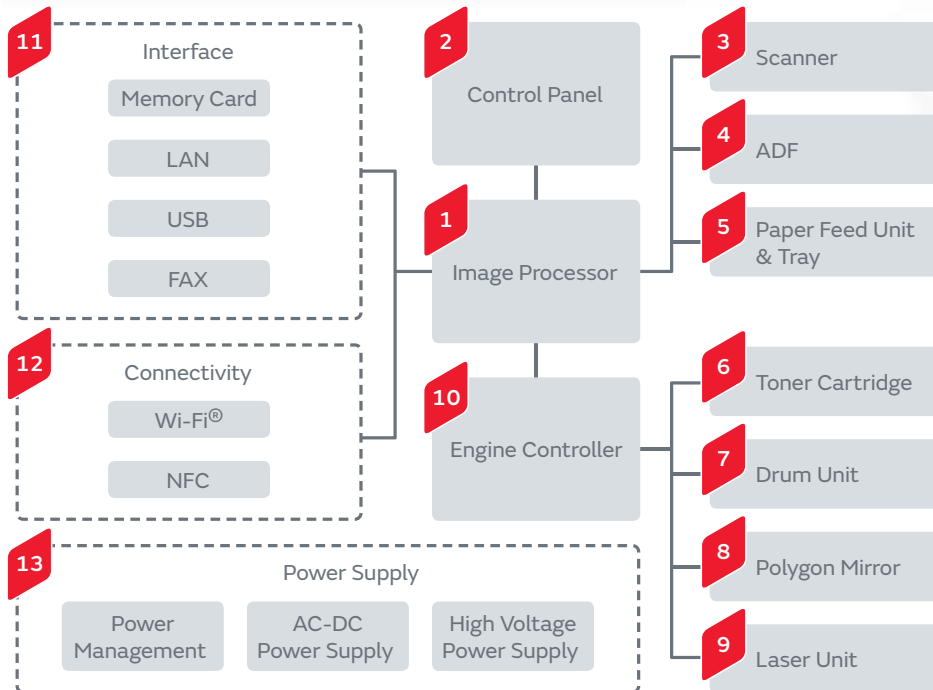 11
Interface
Memory Card
LAN
USB
FAX
12
Connectivity
Wi-Fi®
NFC
13
Power Supply
Power
Management
AC-DC
Power Supply
High Voltage
Power Supply
2
Control Panel
1
Image Processor
10
Engine Controller
3
Scanner
4
ADF
5
Paper Feed Unit
& Tray
6
Toner Cartridge
7
Drum Unit
8
Polygon Mirror
9
Laser Unit